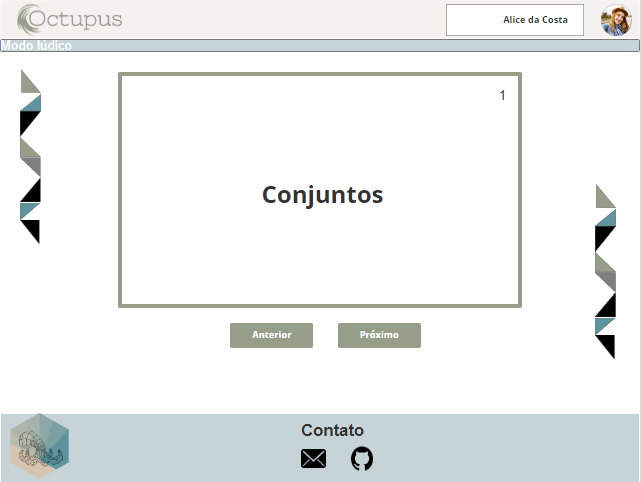 Octupus
Alice da Costa
Modo lúdico
1
Conjuntos
Anterior
Próximo
Contato